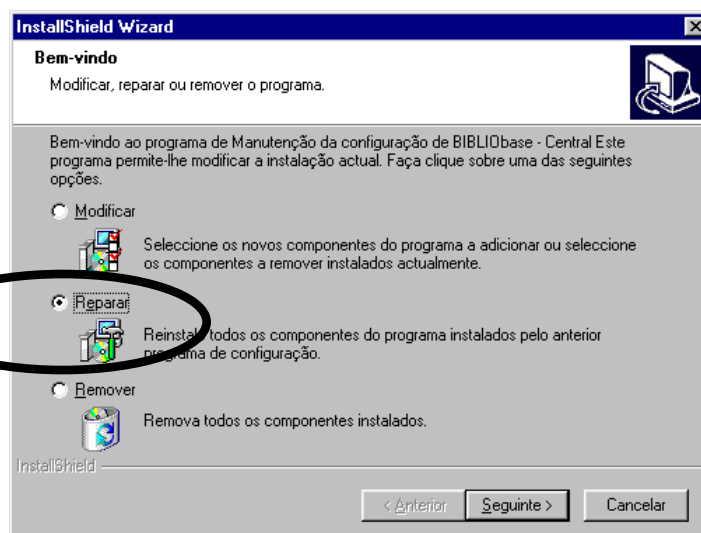 InstallShield Wizard
Bem-vindo
Modificar, reparar ou remover o programa.
Bem-vindo ao programa de Manutenção da configuração de BIBLIObase - Central Este
programa permite-lhe modificar a instalação actual. Faça clique sobre uma das seguintes
opções.
Modificar
Seleccione os novos componentes do programa a adicionar ou seleccione
os componentes a remover instalados actualmente.
Reparar
Reinstale todos os componentes do programa instalados pelo anterior
programa de configuração.
Remover
Remova todos os componentes instalados.
InstallShield
< Anterior
Seguinte >
Cancelar